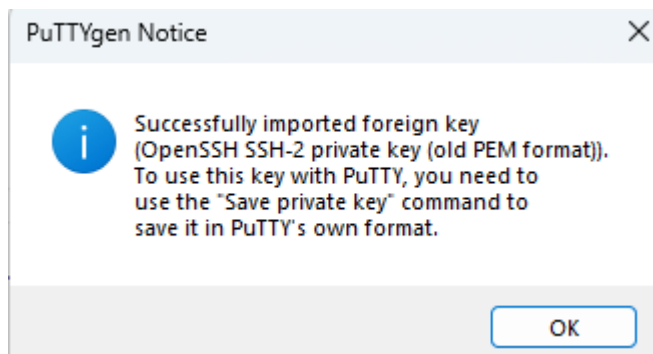 PuTTYgen Notice
Successfully imported foreign key
(OpenSSH SSH-2 private key (old PEM format)).
To use this key with PuTTY, you need to
use the "Save private key" command to
save it in PuTTY's own format.
OK